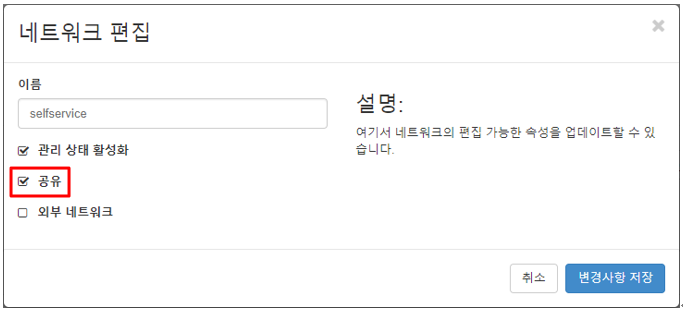 네트워크 편집
이름
selfservice
관리 상태 활성화
공유
외부 네트워크
설명:
여기서 네트워크의 편집 가능한 속성을 업데이트할 수 있
습니다.
취소
변경사항 저장